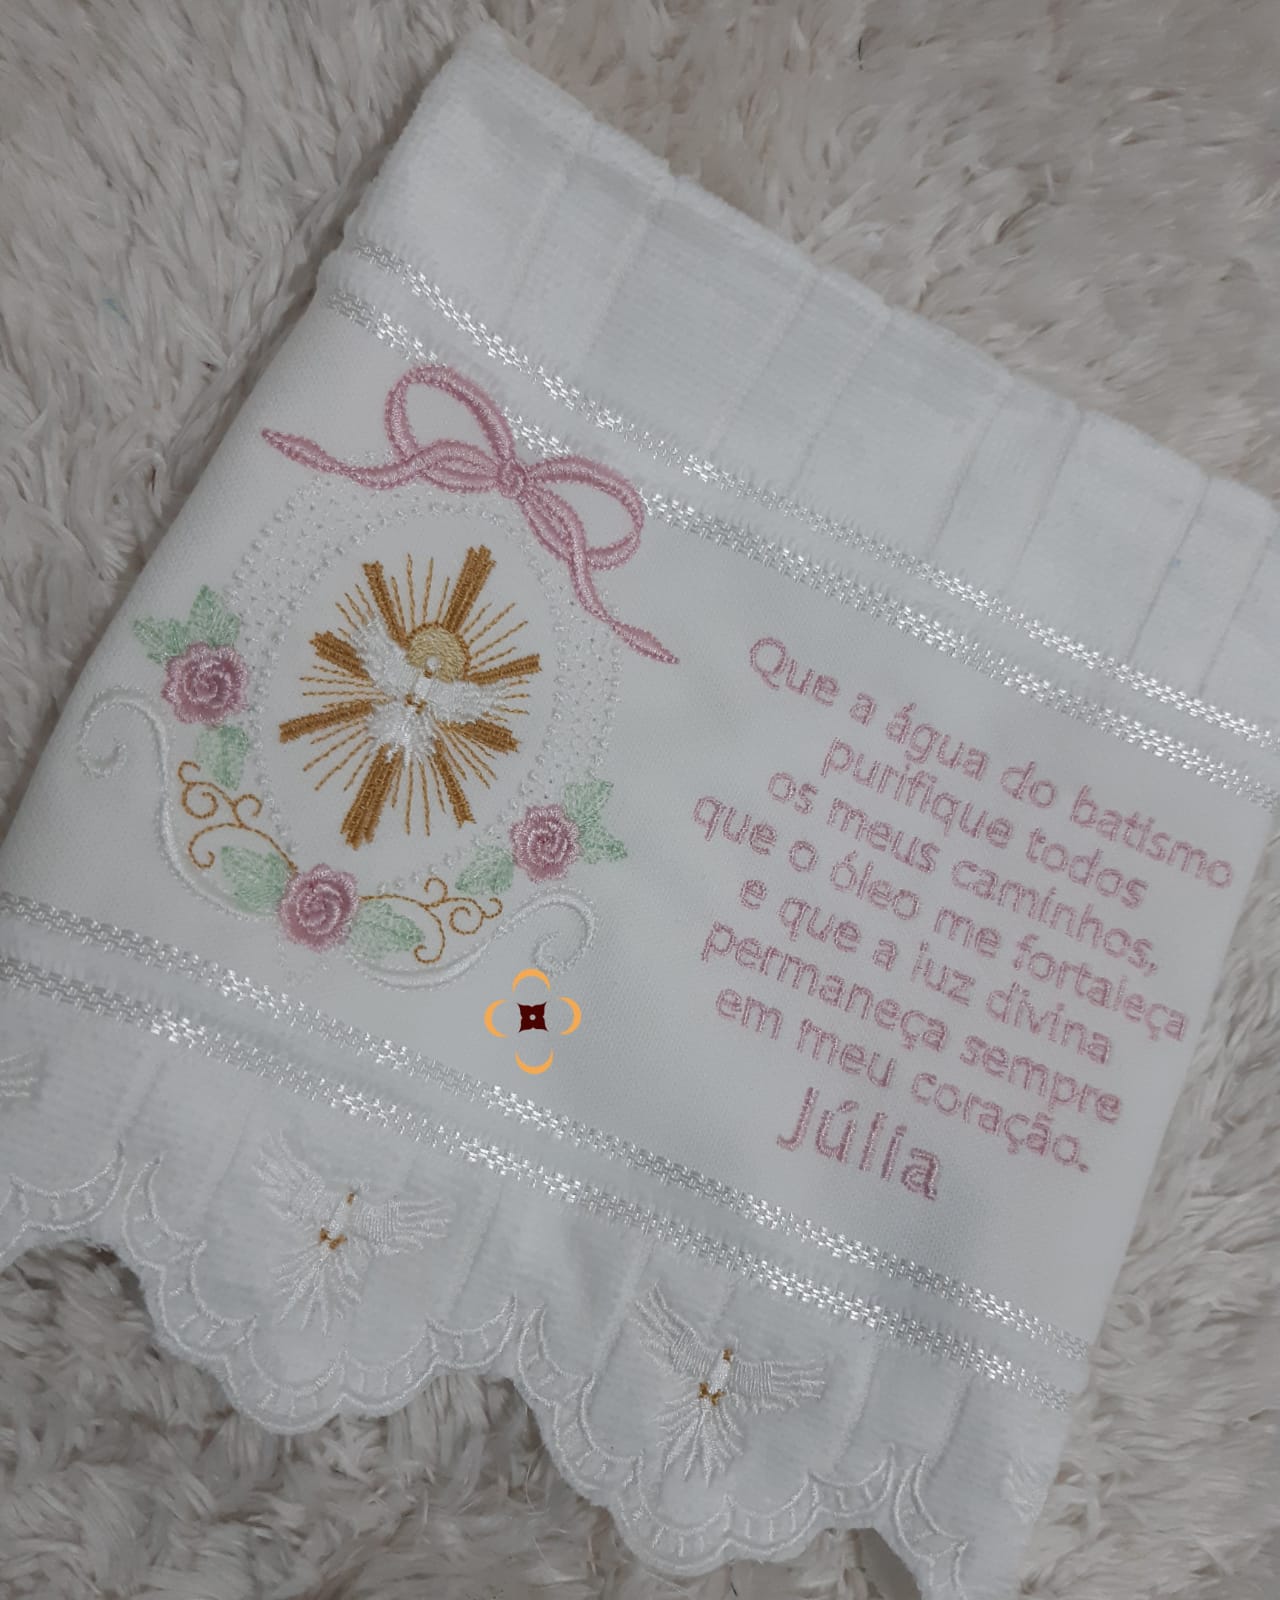 Que a água do batismo
purifique todos
os meus caminhos,
que o óleo me fortaleça
e que a luz divina
permaneça sempre
em meu coração.
Júlia